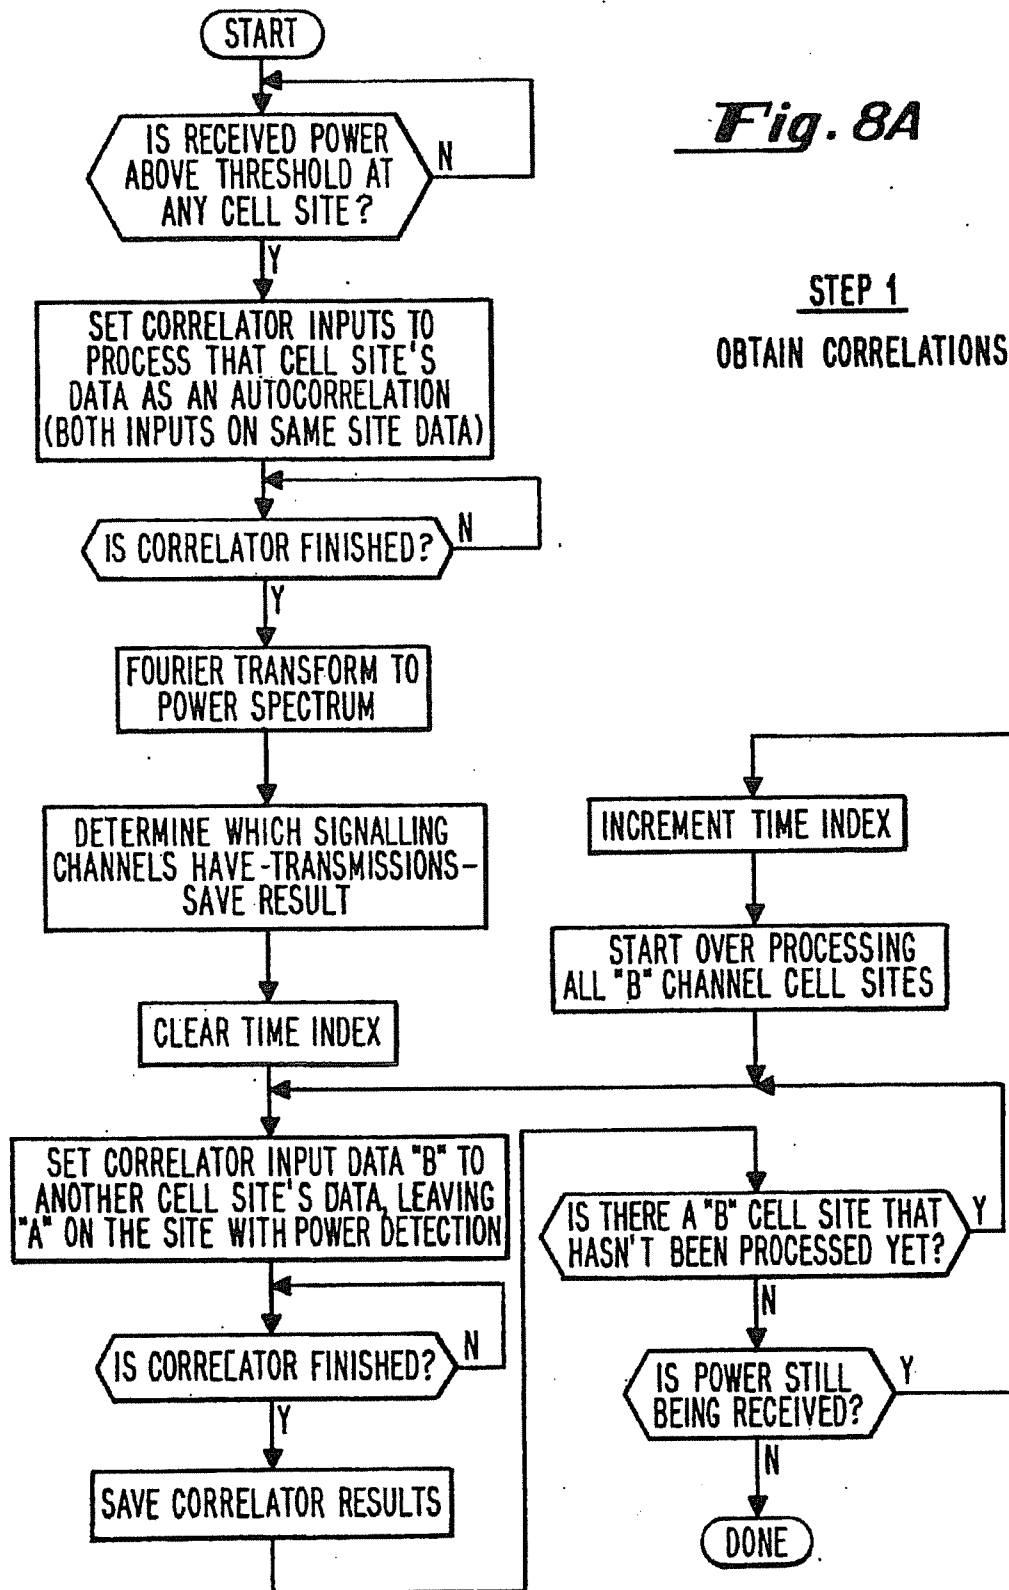 START
Fig. 8A
IS RECEIVED POWER
ABOVE THRESHOLD AT
ANY CELL SITE?
N
Y
STEP 1
OBTAIN CORRELATIONS
SET CORRELATOR INPUTS TO
PROCESS THAT CELL SITE'S
DATA AS AN AUTOCORRELATION
(BOTH INPUTS ON SAME SITE DATA)
IS CORRELATOR FINISHED?
N
Y
FOURIER TRANSFORM TO
POWER SPECTRUM
DETERMINE WHICH SIGNALLING
CHANNELS HAVE-TRANSMISSIONS-
SAVE RESULT
CLEAR TIME INDEX
SET CORRELATOR INPUT DATA "B" TO
ANOTHER CELL SITE'S DATA, LEAVING
"A" ON THE SITE WITH POWER DETECTION
IS CORRELATOR FINISHED?
N
Y
SAVE CORRELATOR RESULTS
INCREMENT TIME INDEX
START OVER PROCESSING
ALL "B" CHANNEL CELL SITES
IS THERE A "B" CELL SITE THAT
HASN'T BEEN PROCESSED YET?
Y
N
IS POWER STILL
BEING RECEIVED?
Y
N
DONE